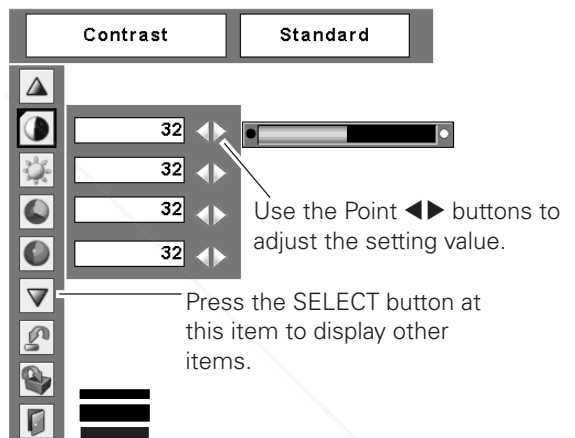 Contrast Standard
32
32
32
32
Use the Point ◀▶ buttons to
adjust the setting value.
Press the SELECT button at
this item to display other
items.